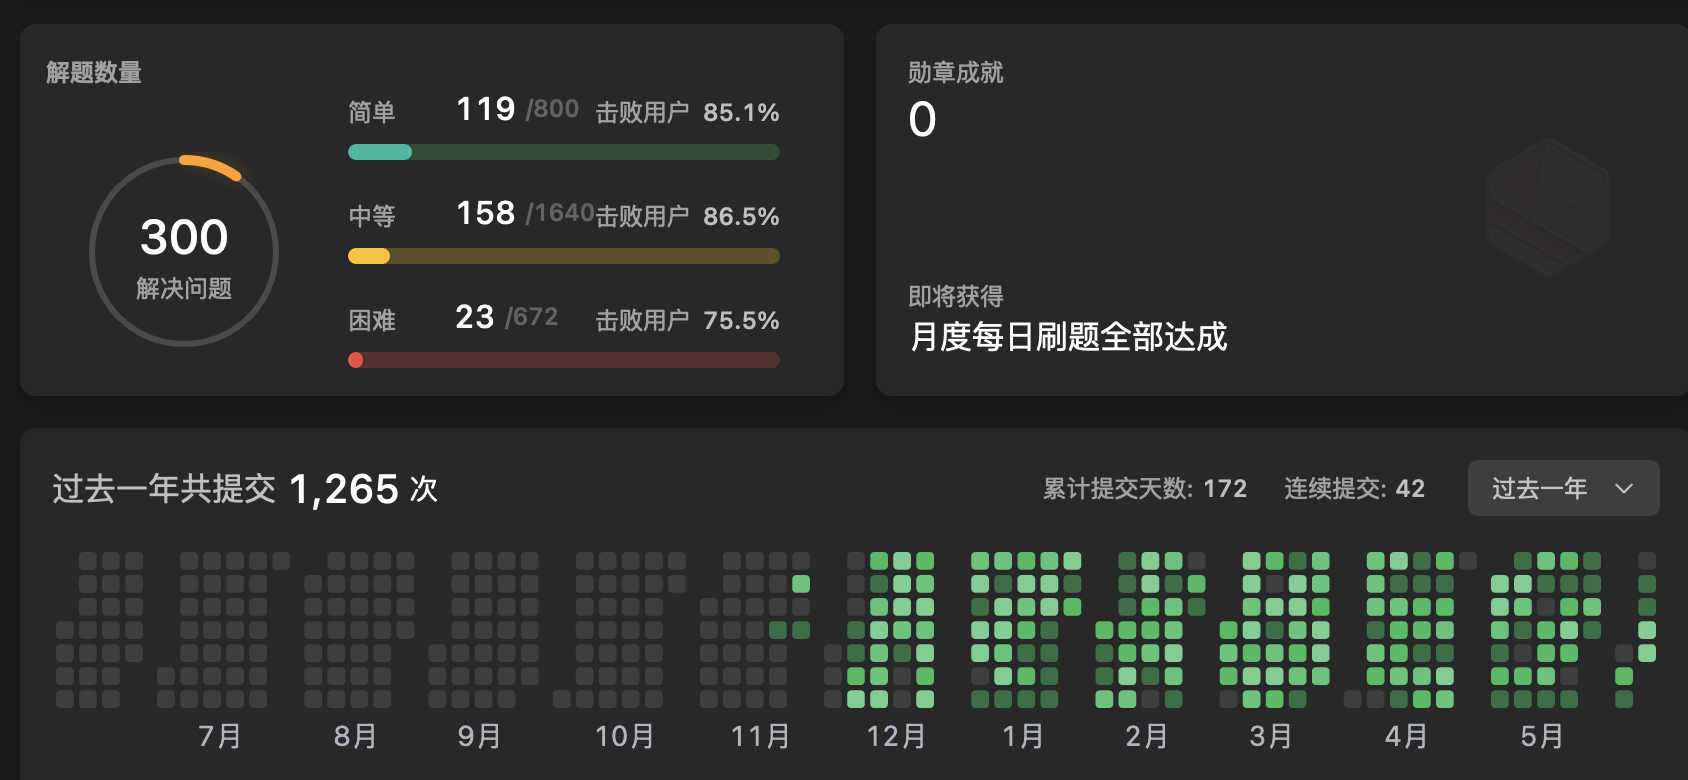 解题数量
300
解决问题
简单 119 /800 击败用户 85.1%
中等 158 /1640 击败用户 86.5%
困难 23 /672 击败用户 75.5%
勋章成就
0
即将获得
月度每日刷题全部达成
过去一年共提交 1,265 次 累计提交天数: 172 连续提交: 42 过去一年
7月 8月 9月 10月 11月 12月 1月 2月 3月 4月 5月